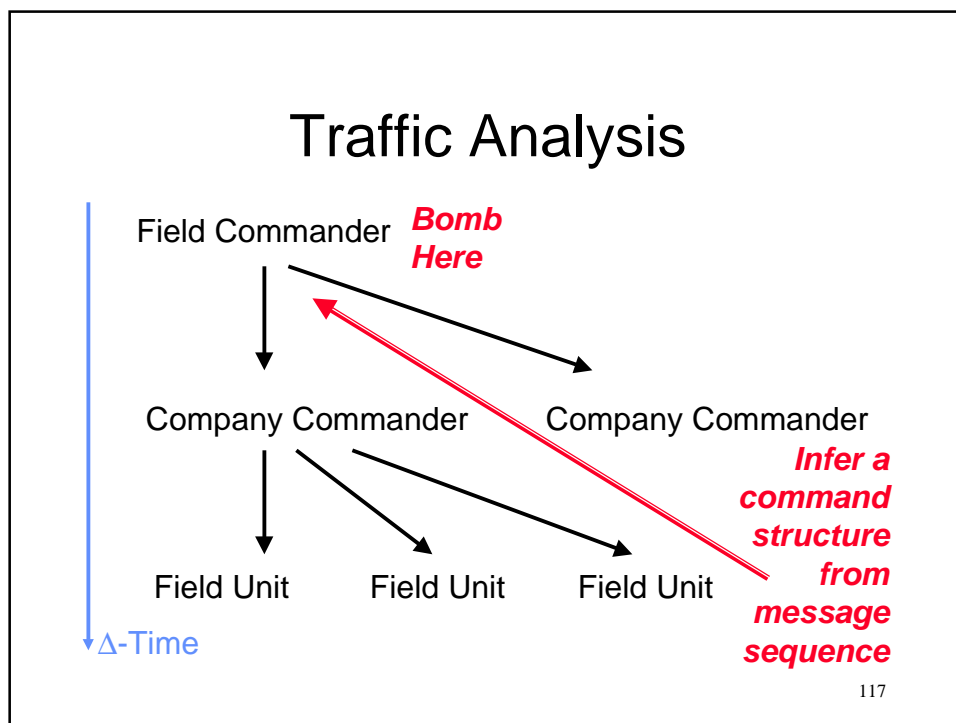 Traffic Analysis
Field Commander
Bomb
Here
Company Commander
Company Commander
Infer a
command
structure
from
message
sequence
Field Unit
Field Unit
Field Unit
Δ-Time
117